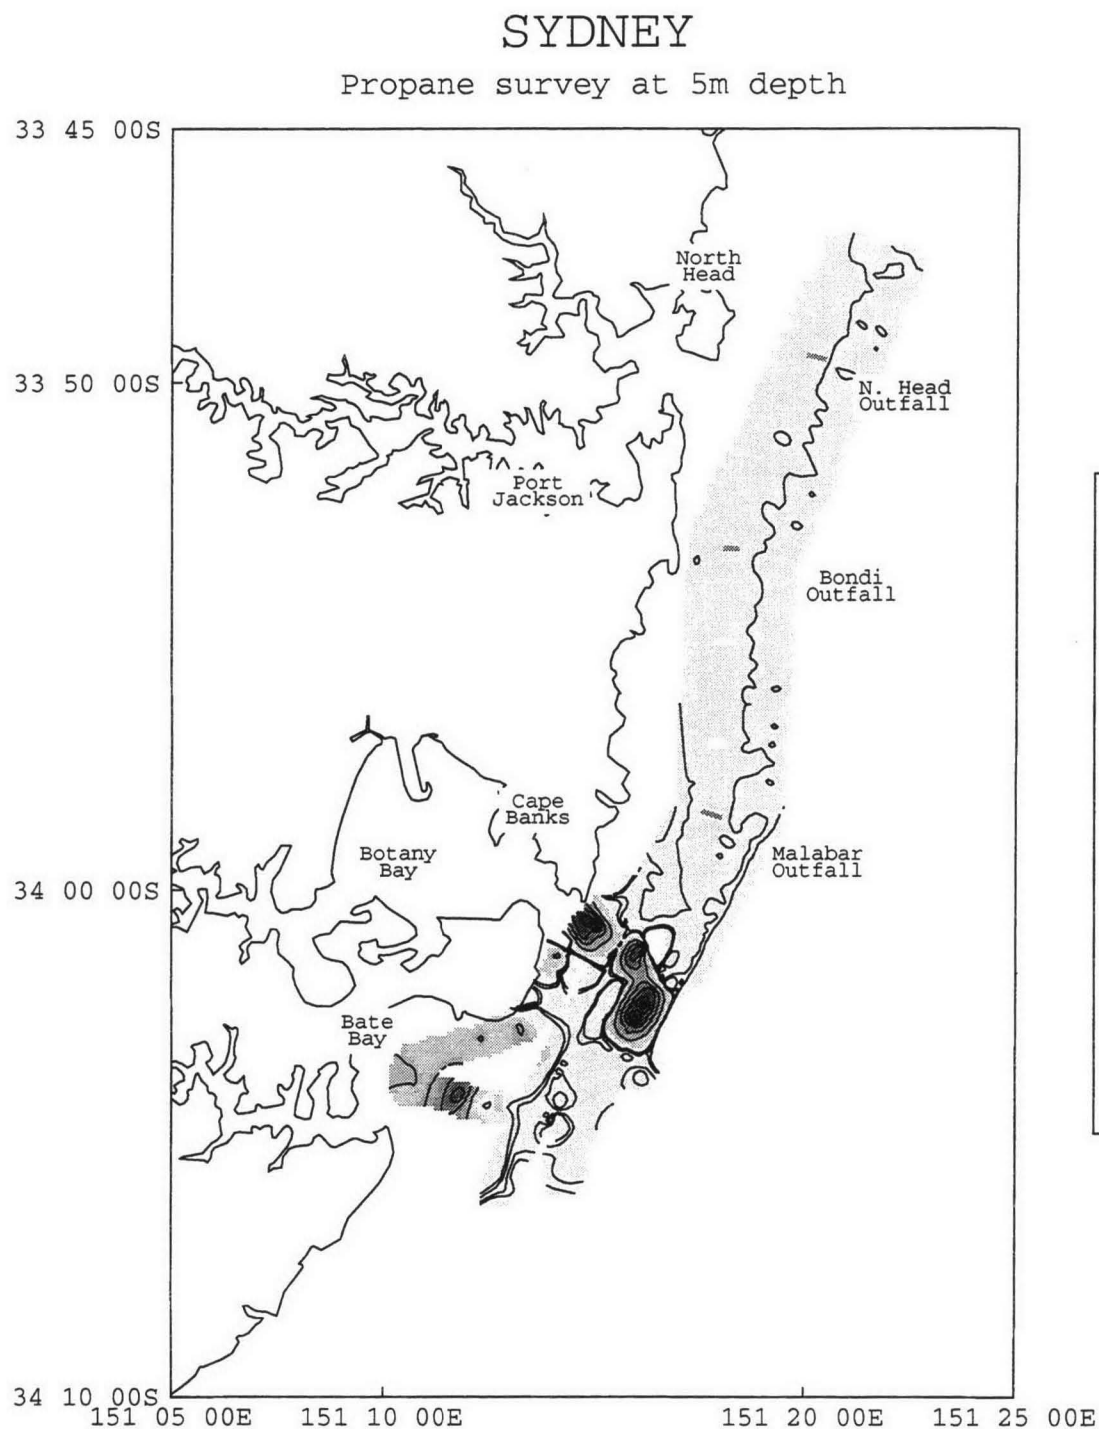 SYDNEY
Propane survey at 5m depth
33 45 00S
North
Head
33 50 00S
N. Head
Outfall
Port
Jackson
Bondi
Outfall
Cape
Banks
Botany
Bay
Malabar
Outfall
34 00 00S
Bate
Bay
34 10 00S
151 05 00E
151 10 00E
151 20 00E
151 25 00E